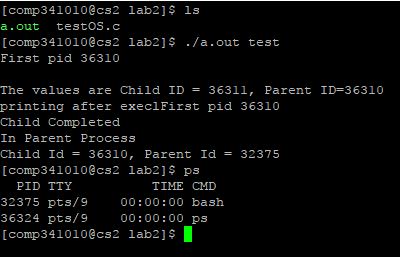 [comp341010@cs2 lab2]$ ls
a.out  testOS.c
[comp341010@cs2 lab2]$ ./a.out test
First pid 36310

The values are Child ID = 36311, Parent ID=36310
printing after execlFirst pid 36310
Child Completed
In Parent Process
Child Id = 36310, Parent Id = 32375
[comp341010@cs2 lab2]$ ps
  PID TTY          TIME CMD
32375 pts/9    00:00:00 bash
36324 pts/9    00:00:00 ps
[comp341010@cs2 lab2]$